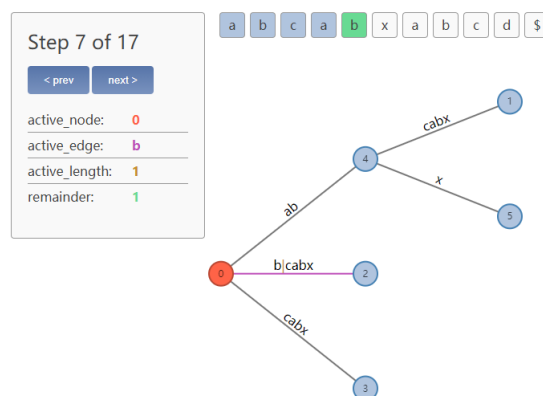 Step 7 of 17
< prev next >
active_node: 0
active_edge: b
active_length: 1
remainder: 1
a b c a b x a b c d $
1
cabx
4
x
5
ab
0
b|cabx
2
cabx
3